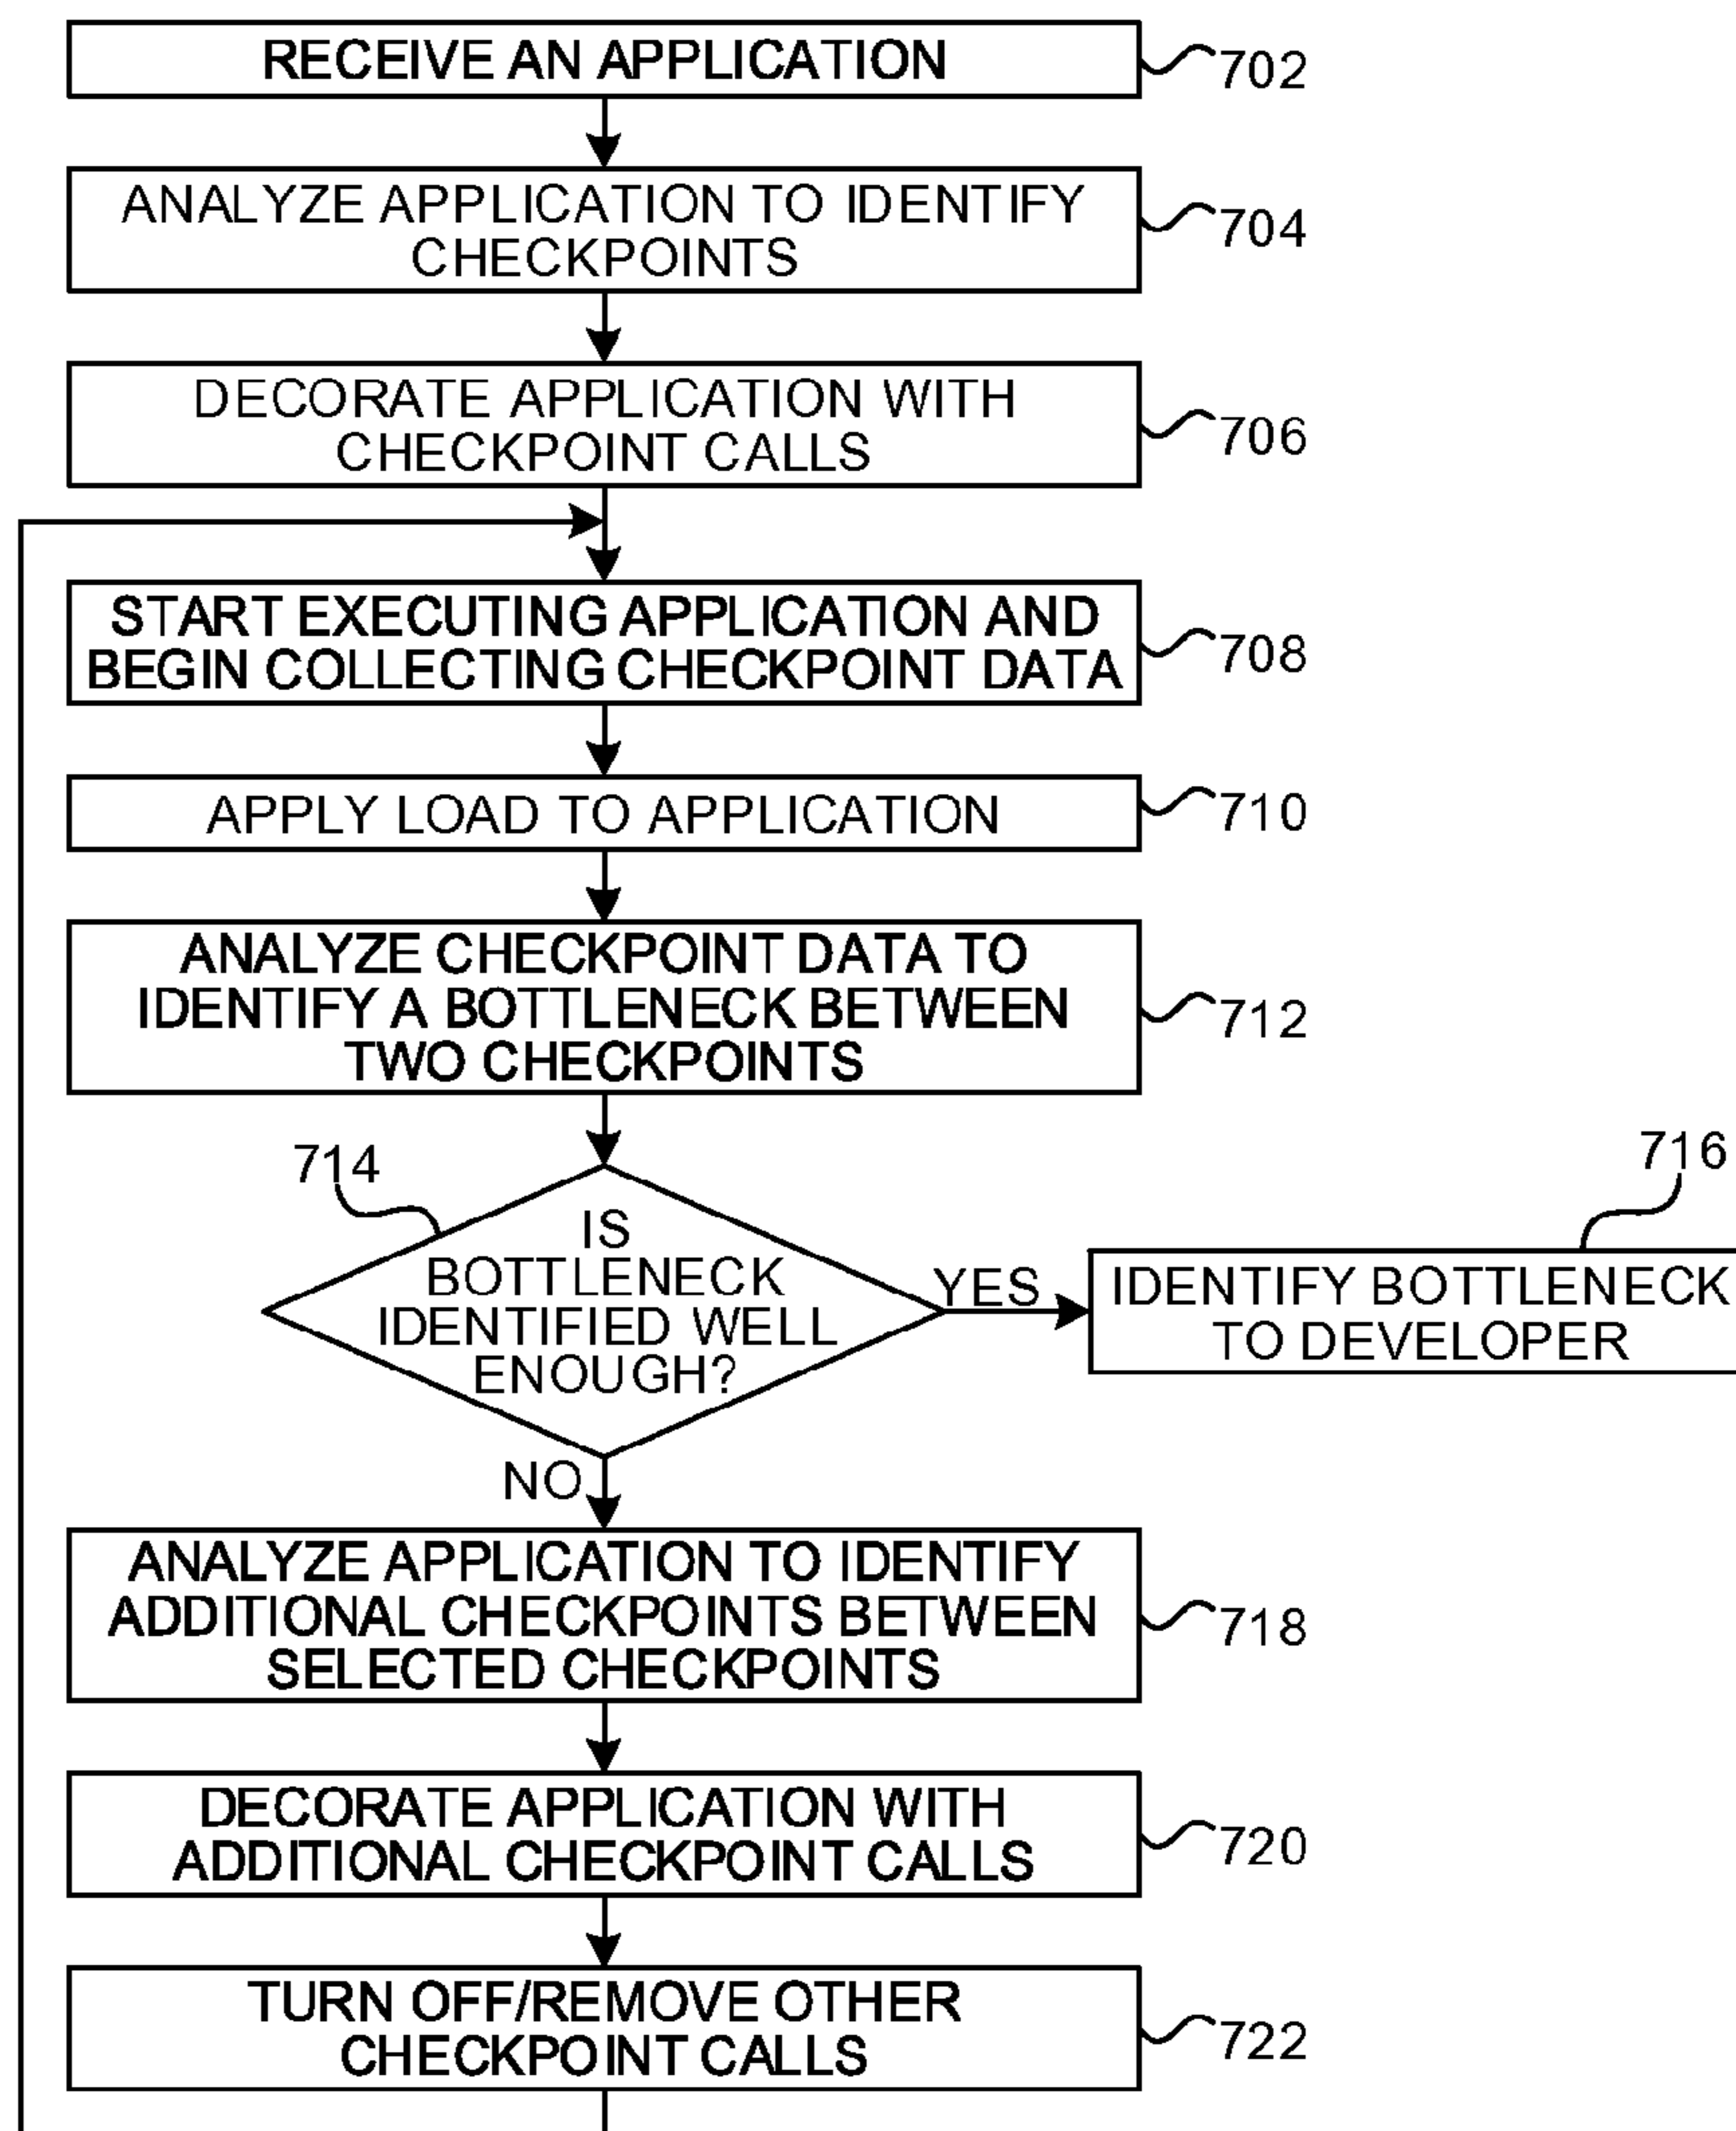 RECEIVE AN APPLICATION
702
ANALYZE APPLICATION TO IDENTIFY
CHECKPOINTS
704
DECORATE APPLICATION WITH
CHECKPOINT CALLS
706
START EXECUTING APPLICATION AND
BEGIN COLLECTING CHECKPOINT DATA
708
APPLY LOAD TO APPLICATION
710
ANALYZE CHECKPOINT DATA TO
IDENTIFY A BOTTLENECK BETWEEN
TWO CHECKPOINTS
712
714
IS
BOTTLENECK
IDENTIFIED WELL
ENOUGH?
YES
716
IDENTIFY BOTTLENECK
TO DEVELOPER
NO
ANALYZE APPLICATION TO IDENTIFY
ADDITIONAL CHECKPOINTS BETWEEN
SELECTED CHECKPOINTS
718
DECORATE APPLICATION WITH
ADDITIONAL CHECKPOINT CALLS
720
TURN OFF/REMOVE OTHER
CHECKPOINT CALLS
722